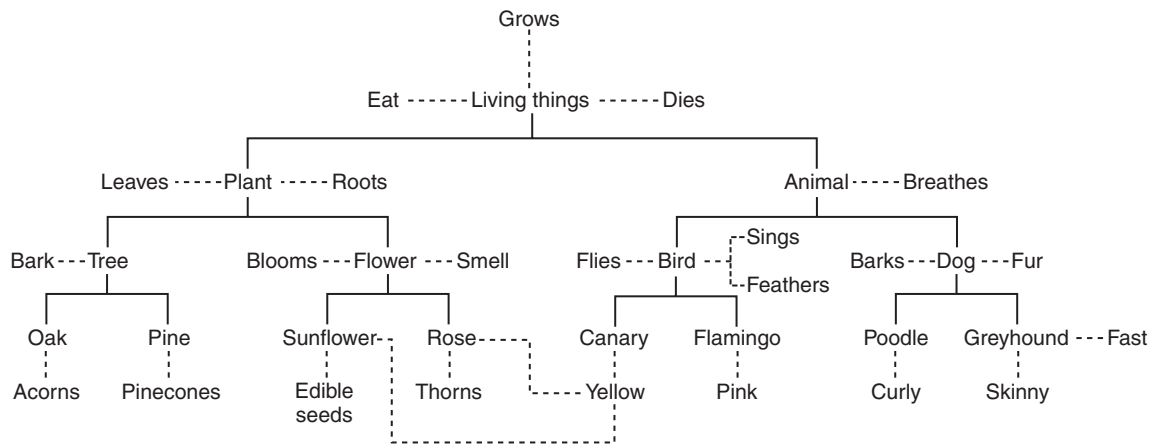 Grows
Eat Living things Dies
Leaves Plant Roots Animal Breathes
Sings
Bark Tree Blooms Flower Smell Flies Bird Barks Dog Fur
Feathers
Oak Pine Sunflower Rose Canary Flamingo Poodle Greyhound Fast
Acorns Pinecones Edible Thorns Yellow Pink Curly Skinny
seeds